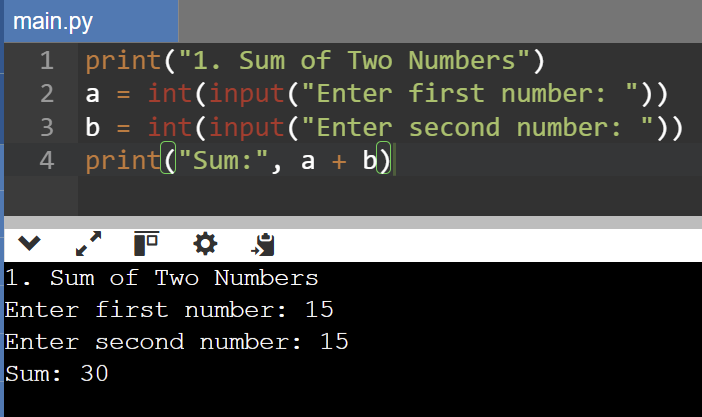 main.py
1 print("1. Sum of Two Numbers")
2 a = int(input("Enter first number: "))
3 b = int(input("Enter second number: "))
4 print("Sum:", a + b)
1. Sum of Two Numbers
Enter first number: 15
Enter second number: 15
Sum: 30